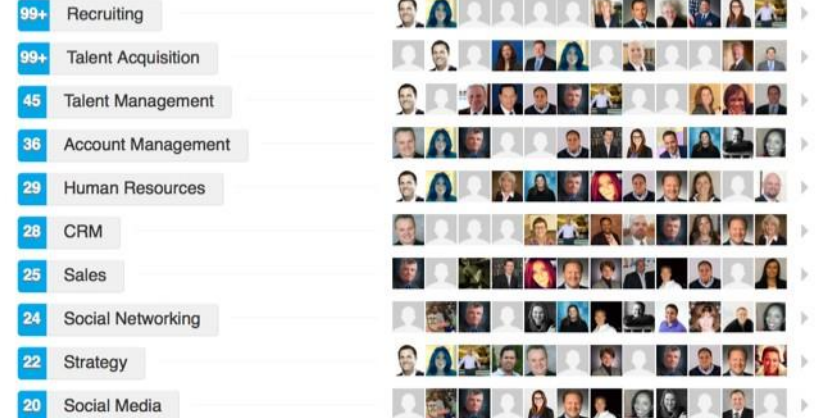 99+ Recruiting
99+ Talent Acquisition
45 Talent Management
36 Account Management
29 Human Resources
28 CRM
25 Sales
24 Social Networking
22 Strategy
20 Social Media